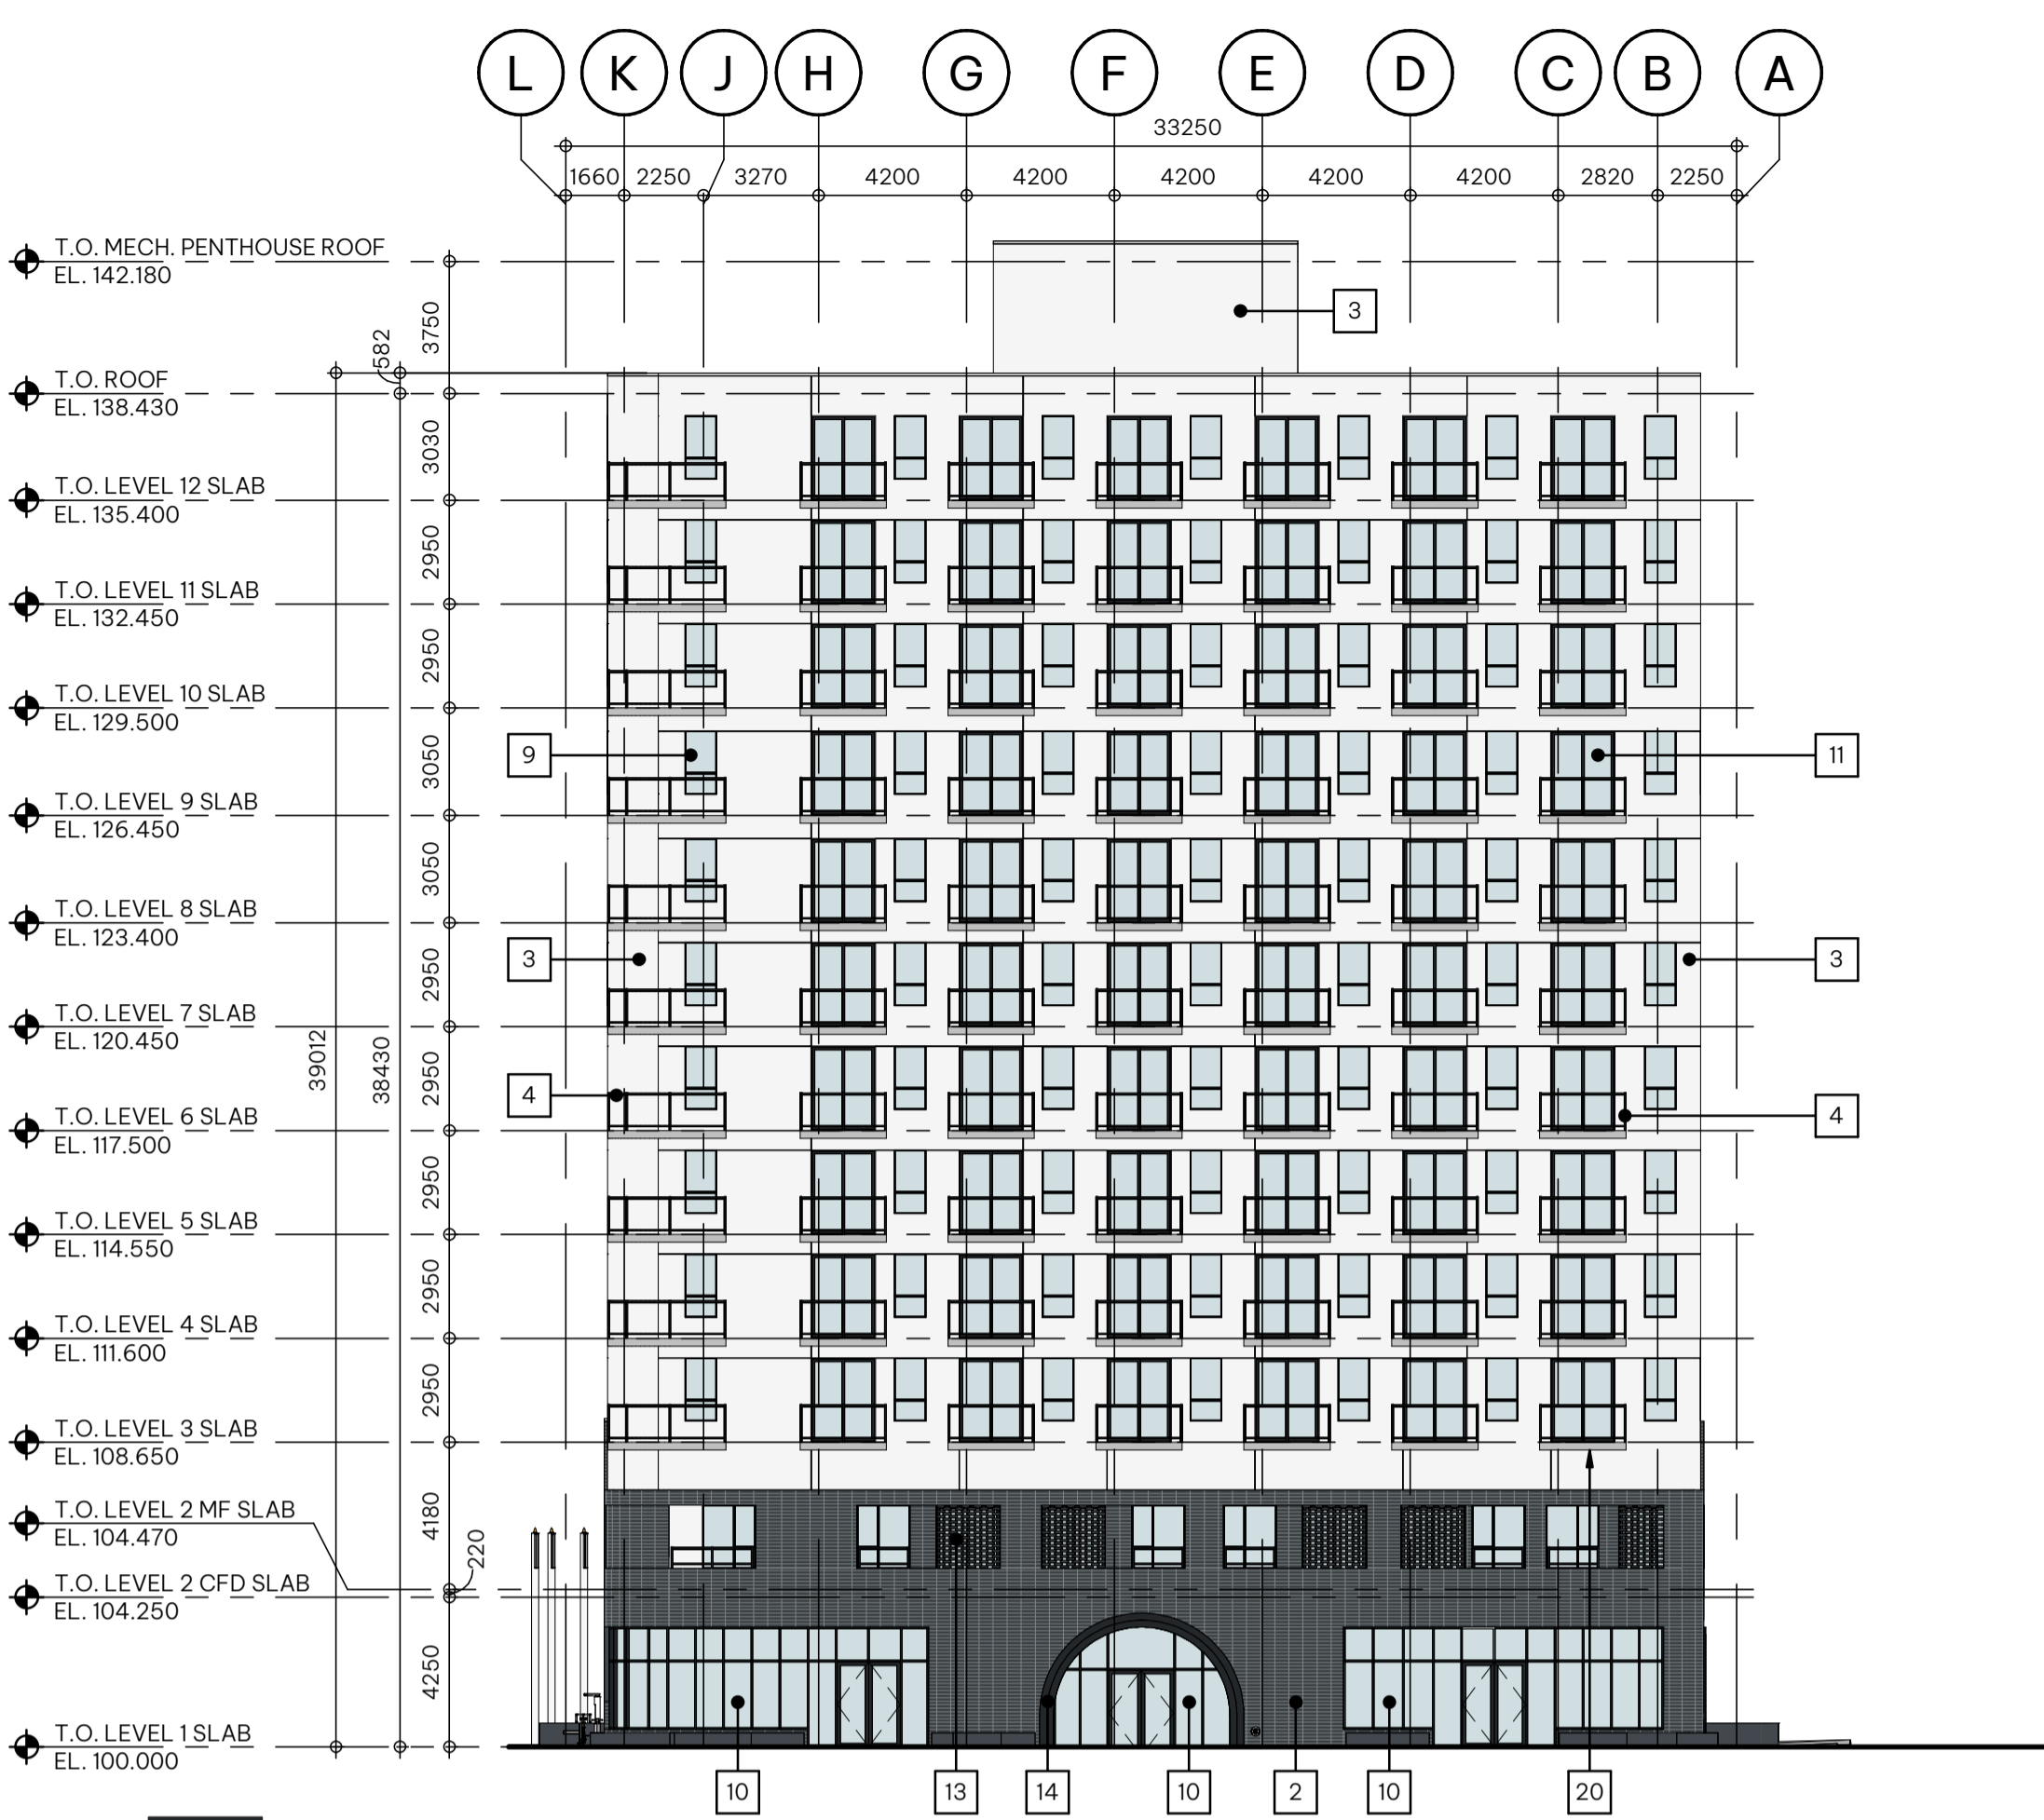 L K J H G F E D C B A
33250
1660 2250 3270 4200 4200 4200 4200 4200 2820 2250
T.O. MECH. PENTHOUSE ROOF
EL. 142.180
3750
3
582
T.O. ROOF
EL. 138.430
3030
T.O. LEVEL 12 SLAB
EL. 135.400
2950
T.O. LEVEL 11 SLAB
EL. 132.450
2950
T.O. LEVEL 10 SLAB
EL. 129.500
3050
9 11
T.O. LEVEL 9 SLAB
EL. 126.450
3050
T.O. LEVEL 8 SLAB
EL. 123.400
2950
3 3
T.O. LEVEL 7 SLAB
EL. 120.450
39012 38430 2950
4 4
T.O. LEVEL 6 SLAB
EL. 117.500
2950
T.O. LEVEL 5 SLAB
EL. 114.550
2950
T.O. LEVEL 4 SLAB
EL. 111.600
2950
T.O. LEVEL 3 SLAB
EL. 108.650
4180
T.O. LEVEL 2 MF SLAB
EL. 104.470
220
T.O. LEVEL 2 CFD SLAB
EL. 104.250
4250
T.O. LEVEL 1 SLAB
EL. 100.000
10 13 14 10 2 10 20